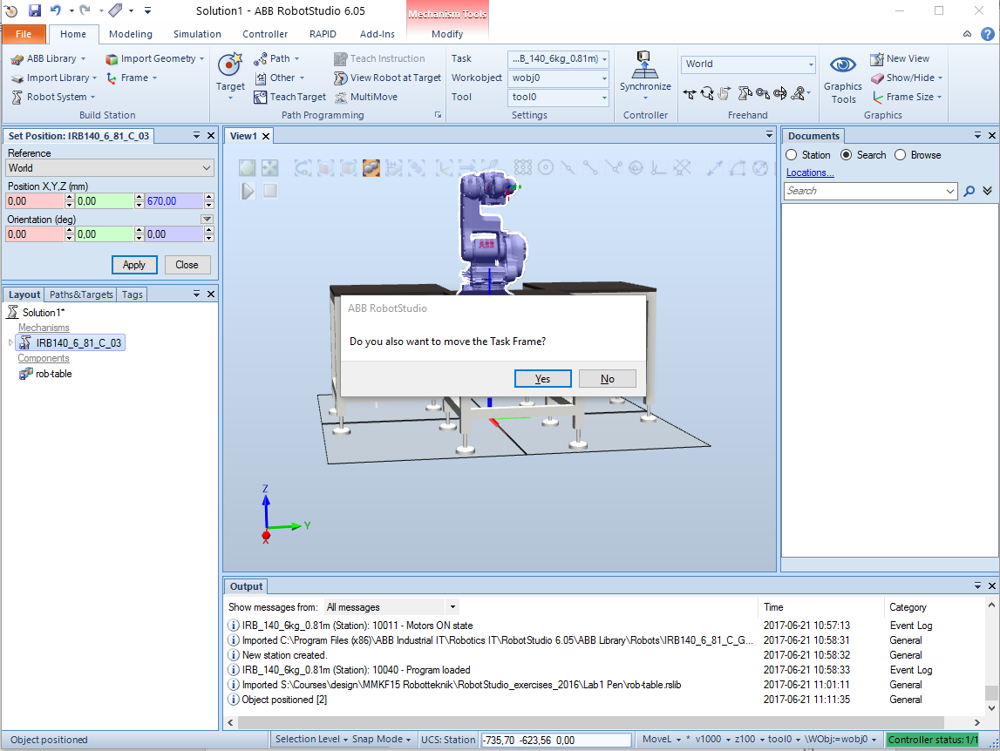 Solution1 - ABB RobotStudio 6.05
Mechanism Tools
File Home Modeling Simulation Controller RAPID Add-Ins Modify
ABB Library Import Geometry Path Teach Instruction Task ...B_140_6kg_0.81m) World New View
Import Library Frame Target Other View Robot at Target Workobject wobj0 Synchronize Graphics Tools Show/Hide
Robot System Teach Target MultiMove Tool tool0 Frame Size
Build Station Path Programming Settings Controller Freehand Graphics
Set Position: IRB140_6_81_C_03
Reference
World
Position X,Y,Z (mm)
0,00 0,00 670,00
Orientation (deg)
0,00 0,00 0,00
Apply Close
Layout Paths&Targets Tags
Solution1*
Mechanisms
IRB140_6_81_C_03
Components
rob-table
View1
ABB
ABB RobotStudio
Do you also want to move the Task Frame?
Yes No
Z
Y
X
Documents
Station Search Browse
Locations...
Search
Output
Show messages from: All messages Time Category
IRB_140_6kg_0.81m (Station): 10011 - Motors ON state 2017-06-21 10:57:13 Event Log
Imported C:\Program Files (x86)\ABB Industrial IT\Robotics IT\RobotStudio 6.05\ABB Library\Robots\IRB140_6_81_C_G... 2017-06-21 10:58:31 General
New station created. 2017-06-21 10:58:32 General
IRB_140_6kg_0.81m (Station): 10040 - Program loaded 2017-06-21 10:58:33 Event Log
Imported S:\Courses\design\MMKF15 Robotteknik\RobotStudio_exercises_2016\Lab1 Pen\rob-table.rslib 2017-06-21 11:01:11 General
Object positioned [2] 2017-06-21 11:11:35 General
Object positioned Selection Level Snap Mode UCS: Station -735,70 -623,56 0,00 MoveL * v1000 z100 tool0 \WObj:=wobj0 Controller status: 1/1